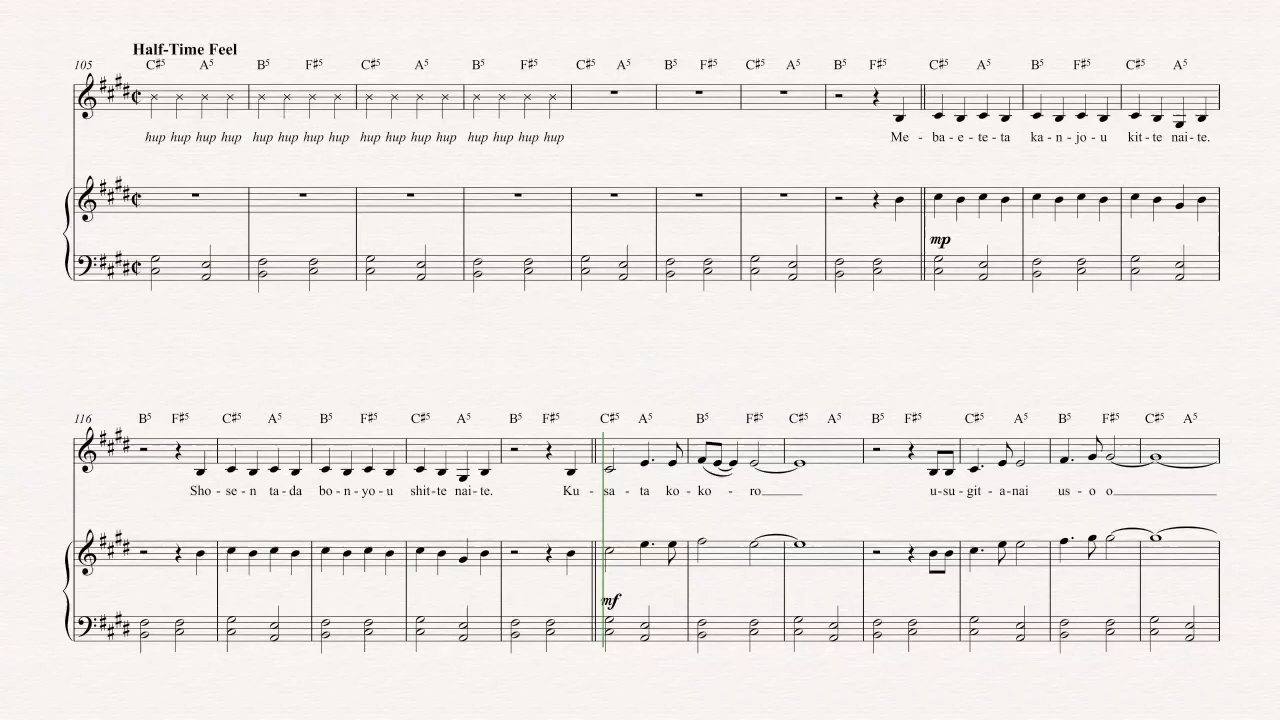 Half-Time Feel
105 C♯5 A5 B5 F♯5 C♯5 A5 B5 F♯5 C♯5 A5 B5 F♯5 C♯5 A5 B5 F♯5 C♯5 A5 B5 F♯5 C♯5 A5
hup hup hup hup hup hup hup hup hup hup hup hup hup hup hup hup Me - ba - e - te - ta ka - n - jo - u kit - te nai - te.
mp
116 B5 F♯5 C♯5 A5 B5 F♯5 C♯5 A5 B5 F♯5 C♯5 A5 B5 F♯5 C♯5 A5 B5 F♯5 C♯5 A5 B5 F♯5 C♯5 A5
Sho - se - n ta - da bo - n - yo - u shit - te nai - te. Ku - sa - ta ko - ko - ro u - su - git - a - nai us - o o
mf